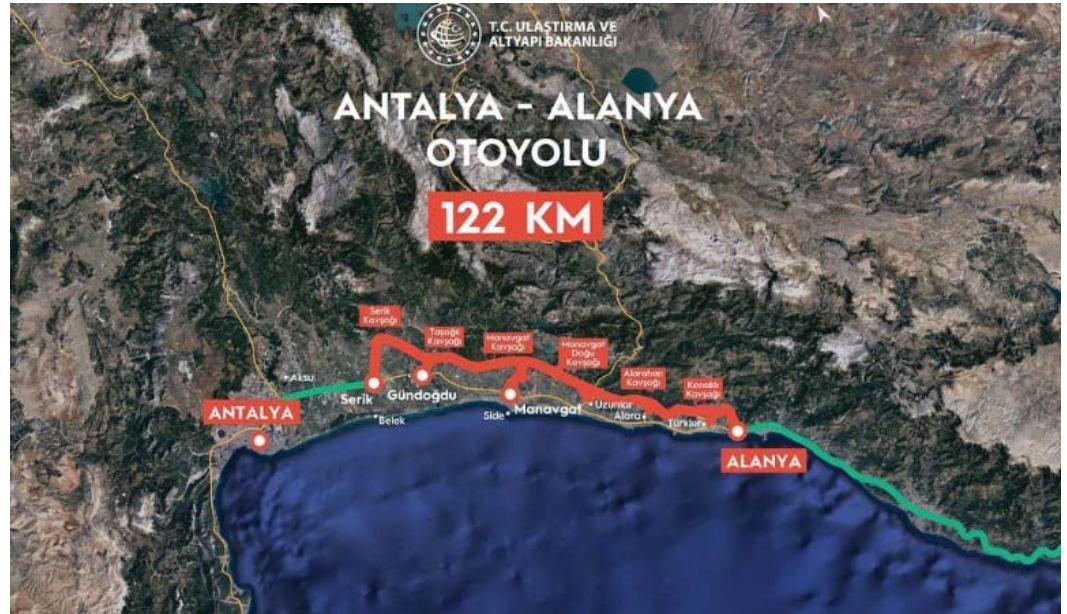 T.C. ULAŞTIRMA VE
ALTYAPI BAKANLIĞI
ANTALYA - ALANYA
OTOYOLU
122 KM
Serik
Kavşağı
Taşağıl
Kavşağı
Manavgat
Kavşağı
Manavgat
Doğu
Kavşağı
Alarahan
Kavşağı
Konaklı
Kavşağı
Aksu
Serik
Gündoğdu
Manavgat
Uzunlar
Alara
Türkler
ANTALYA
Belek
Side
ALANYA